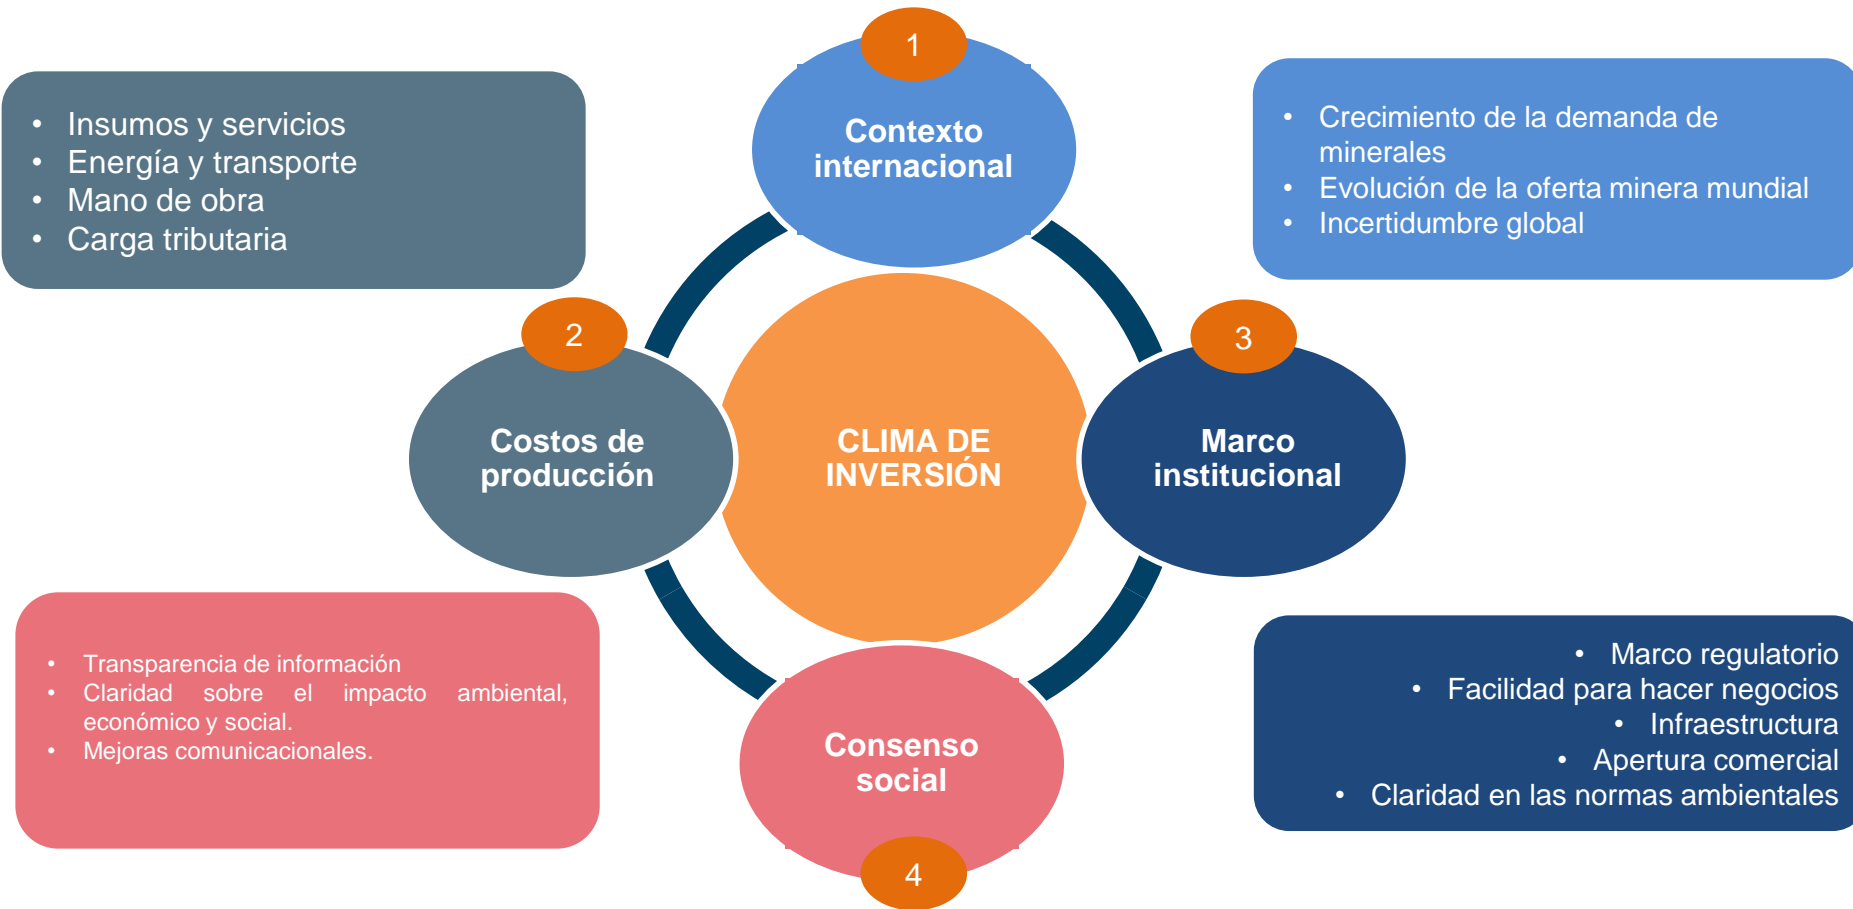 1
Contexto
internacional
• Insumos y servicios
• Energía y transporte
• Mano de obra
• Carga tributaria
• Crecimiento de la demanda de
minerales
• Evolución de la oferta minera mundial
• Incertidumbre global
2
Costos de
producción
CLIMA DE
INVERSIÓN
3
Marco
institucional
• Transparencia de información
• Claridad sobre el impacto ambiental,
económico y social.
• Mejoras comunicacionales.
Consenso
social
4
• Marco regulatorio
• Facilidad para hacer negocios
• Infraestructura
• Apertura comercial
• Claridad en las normas ambientales